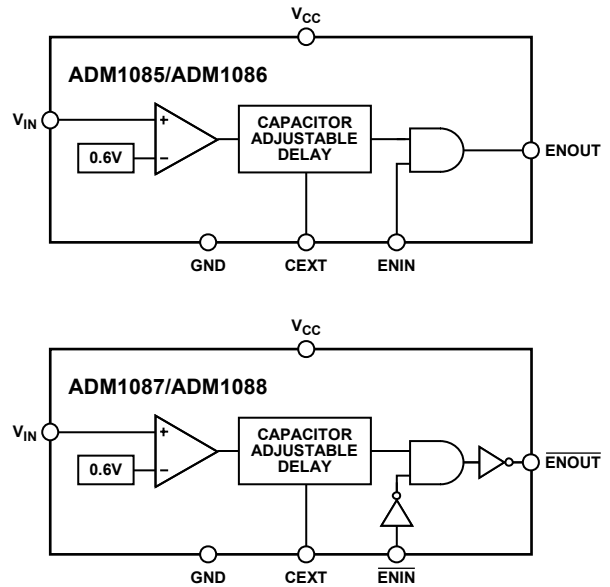 VCC
ADM1085/ADM1086
VIN
+
0.6V
–
CAPACITOR
ADJUSTABLE
DELAY
ENOUT
GND
CEXT
ENIN
VCC
ADM1087/ADM1088
VIN
+
0.6V
–
CAPACITOR
ADJUSTABLE
DELAY
ENOUT
GND
CEXT
ENIN